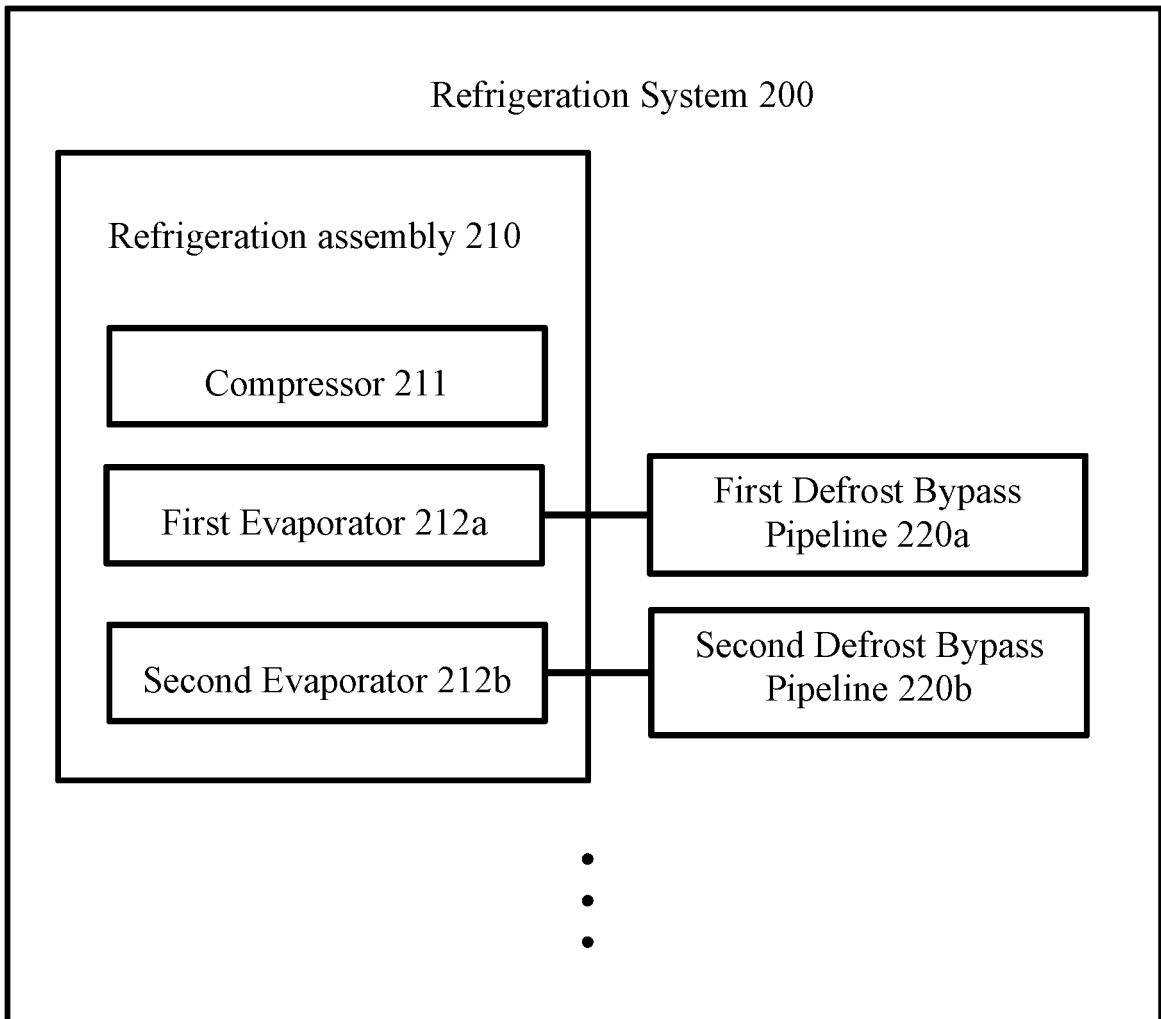 Refrigeration System 200
Refrigeration assembly 210
Compressor 211
First Evaporator 212a
First Defrost Bypass
Pipeline 220a
Second Evaporator 212b
Second Defrost Bypass
Pipeline 220b